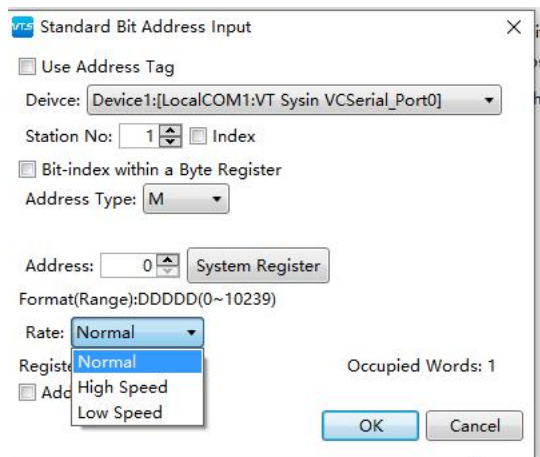 VTS Standard Bit Address Input
Use Address Tag
Deivce: Device1:[LocalCOM1:VT Sysin VCSerial_Port0]
Station No: 1 Index
Bit-index within a Byte Register
Address Type: M
Address: 0 System Register
Format(Range):DDDDD(0~10239)
Rate: Normal
Normal
Occupied Words: 1
High Speed
Low Speed
OK Cancel